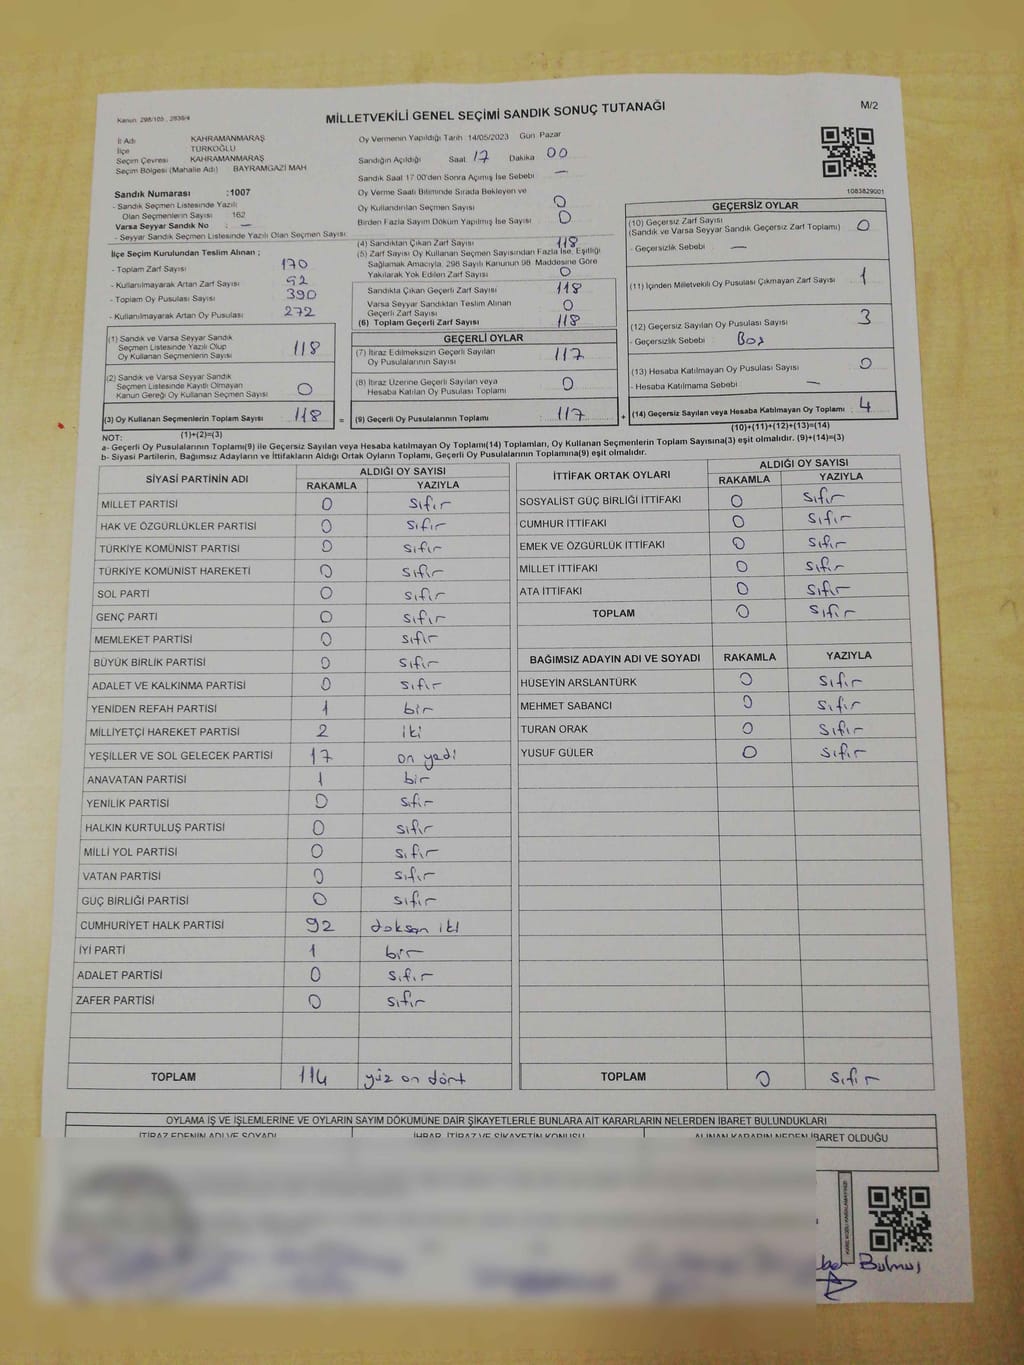 Kanun: 298/105 , 2839/4
MİLLETVEKİLİ GENEL SEÇİMİ SANDIK SONUÇ TUTANAĞI
M/2
İl Adı KAHRAMANMARAŞ
İlçe TÜRKOĞLU
Seçim Çevresi KAHRAMANMARAŞ
Seçim Bölgesi (Mahalle Adı) BAYRAMGAZİ MAH
Sandık Numarası :1007
- Sandık Seçmen Listesinde Yazılı
Olan Seçmenlerin Sayısı 162
Varsa Seyyar Sandık No : —
- Seyyar Sandık Seçmen Listesinde Yazılı Olan Seçmen Sayısı:
İlçe Seçim Kurulundan Teslim Alınan ;
- Toplam Zarf Sayısı : 170
- Kullanılmayarak Artan Zarf Sayısı : 92
- Toplam Oy Pusulası Sayısı : 390
- Kullanılmayarak Artan Oy Pusulası : 272
(1) Sandık ve Varsa Seyyar Sandık
Seçmen Listesinde Yazılı Olup
Oy Kullanan Seçmenlerin Sayısı 118
(2) Sandık ve Varsa Seyyar Sandık
Seçmen Listesinde Kayıtlı Olmayan
Kanun Gereği Oy Kullanan Seçmen Sayısı 0
(3) Oy Kullanan Seçmenlerin Toplam Sayısı 118 =
(1)+(2)=(3)
Oy Vermenin Yapıldığı Tarih 14/05/2023 Gün Pazar
Sandığın Açıldığı Saat 17 Dakika 00
Sandık Saat 17 00'den Sonra Açmış İse Sebebi —
Oy Verme Saati Bitiminde Sırada Bekleyen ve
Oy Kullandırılan Seçmen Sayısı 0
Birden Fazla Sayım Döküm Yapılmış İse Sayısı 0
(4) Sandıktan Çıkan Zarf Sayısı 118
(5) Zarf Sayısı Oy Kullanan Seçmen Sayısından Fazla İse, Eşitliği
Sağlamak Amacıyla, 298 Sayılı Kanunun 98. Maddesine Göre
Yakılarak Yok Edilen Zarf Sayısı 0
Sandıkta Çıkan Geçerli Zarf Sayısı 118
Varsa Seyyar Sandıktan Teslim Alınan
Geçerli Zarf Sayısı 0
(6) Toplam Geçerli Zarf Sayısı 118
GEÇERLİ OYLAR
(7) İtiraz Edilmeksizin Geçerli Sayılan
Oy Pusulalarının Sayısı 117
(8) İtiraz Üzerine Geçerli Sayılan veya
Hesaba Katılan Oy Pusulası Toplamı 0
(9) Geçerli Oy Pusulalarının Toplamı 117 +
1083829001
GEÇERSİZ OYLAR
(10) Geçersiz Zarf Sayısı
(Sandık ve Varsa Seyyar Sandık Geçersiz Zarf Toplamı) 0
- Geçersizlik Sebebi : —
(11) İçinden Milletvekili Oy Pusulası Çıkmayan Zarf Sayısı 1
(12) Geçersiz Sayılan Oy Pusulası Sayısı 3
- Geçersizlik Sebebi : Boş
(13) Hesaba Katılmayan Oy Pusulası Sayısı 0
- Hesaba Katılmama Sebebi : —
(14) Geçersiz Sayılan veya Hesaba Katılmayan Oy Toplamı : 4
(10)+(11)+(12)+(13)=(14)
NOT:
a- Geçerli Oy Pusulalarının Toplamı(9) ile Geçersiz Sayılan veya Hesaba katılmayan Oy Toplamı(14) Toplamları, Oy Kullanan Seçmenlerin Toplam Sayısına(3) eşit olmalıdır. (9)+(14)=(3)
b- Siyasi Partilerin, Bağımsız Adayların ve İttifakların Aldığı Ortak Oyların Toplamı, Geçerli Oy Pusulalarının Toplamına(9) eşit olmalıdır.
SİYASİ PARTİNİN ADI ALDIĞI OY SAYISI
RAKAMLA YAZIYLA
MİLLET PARTİSİ 0 sıfır
HAK VE ÖZGÜRLÜKLER PARTİSİ 0 sıfır
TÜRKİYE KOMÜNİST PARTİSİ 0 sıfır
TÜRKİYE KOMÜNİST HAREKETİ 0 sıfır
SOL PARTİ 0 sıfır
GENÇ PARTİ 0 sıfır
MEMLEKET PARTİSİ 0 sıfır
BÜYÜK BİRLİK PARTİSİ 0 sıfır
ADALET VE KALKINMA PARTİSİ 0 sıfır
YENİDEN REFAH PARTİSİ 1 bir
MİLLİYETÇİ HAREKET PARTİSİ 2 iki
YEŞİLLER VE SOL GELECEK PARTİSİ 17 on yedi
ANAVATAN PARTİSİ 1 bir
YENİLİK PARTİSİ 0 sıfır
HALKIN KURTULUŞ PARTİSİ 0 sıfır
MİLLİ YOL PARTİSİ 0 sıfır
VATAN PARTİSİ 0 sıfır
GÜÇ BİRLİĞİ PARTİSİ 0 sıfır
CUMHURİYET HALK PARTİSİ 92 doksan iki
İYİ PARTİ 1 bir
ADALET PARTİSİ 0 sıfır
ZAFER PARTİSİ 0 sıfır
TOPLAM 114 yüz on dört
İTTİFAK ORTAK OYLARI ALDIĞI OY SAYISI
RAKAMLA YAZIYLA
SOSYALİST GÜÇ BİRLİĞİ İTTİFAKI 0 sıfır
CUMHUR İTTİFAKI 0 sıfır
EMEK VE ÖZGÜRLÜK İTTİFAKI 0 sıfır
MİLLET İTTİFAKI 0 sıfır
ATA İTTİFAKI 0 sıfır
TOPLAM 0 sıfır
BAĞIMSIZ ADAYIN ADI VE SOYADI RAKAMLA YAZIYLA
HÜSEYİN ARSLANTÜRK 0 sıfır
MEHMET SABANCI 0 sıfır
TURAN ORAK 0 sıfır
YUSUF GÜLER 0 sıfır
TOPLAM 0 sıfır
OYLAMA İŞ VE İŞLEMLERİNE VE OYLARIN SAYIM DÖKÜMÜNE DAİR ŞİKAYETLERLE BUNLARA AİT KARARLARIN NELERDEN İBARET BULUNDUKLARI
İTİRAZ EDENİN ADI VE SOYADI İHBAR, İTİRAZ VE ŞİKAYETİN KONUSU ALINAN KARARIN NEDEN İBARET OLDUĞU
Bulmuş